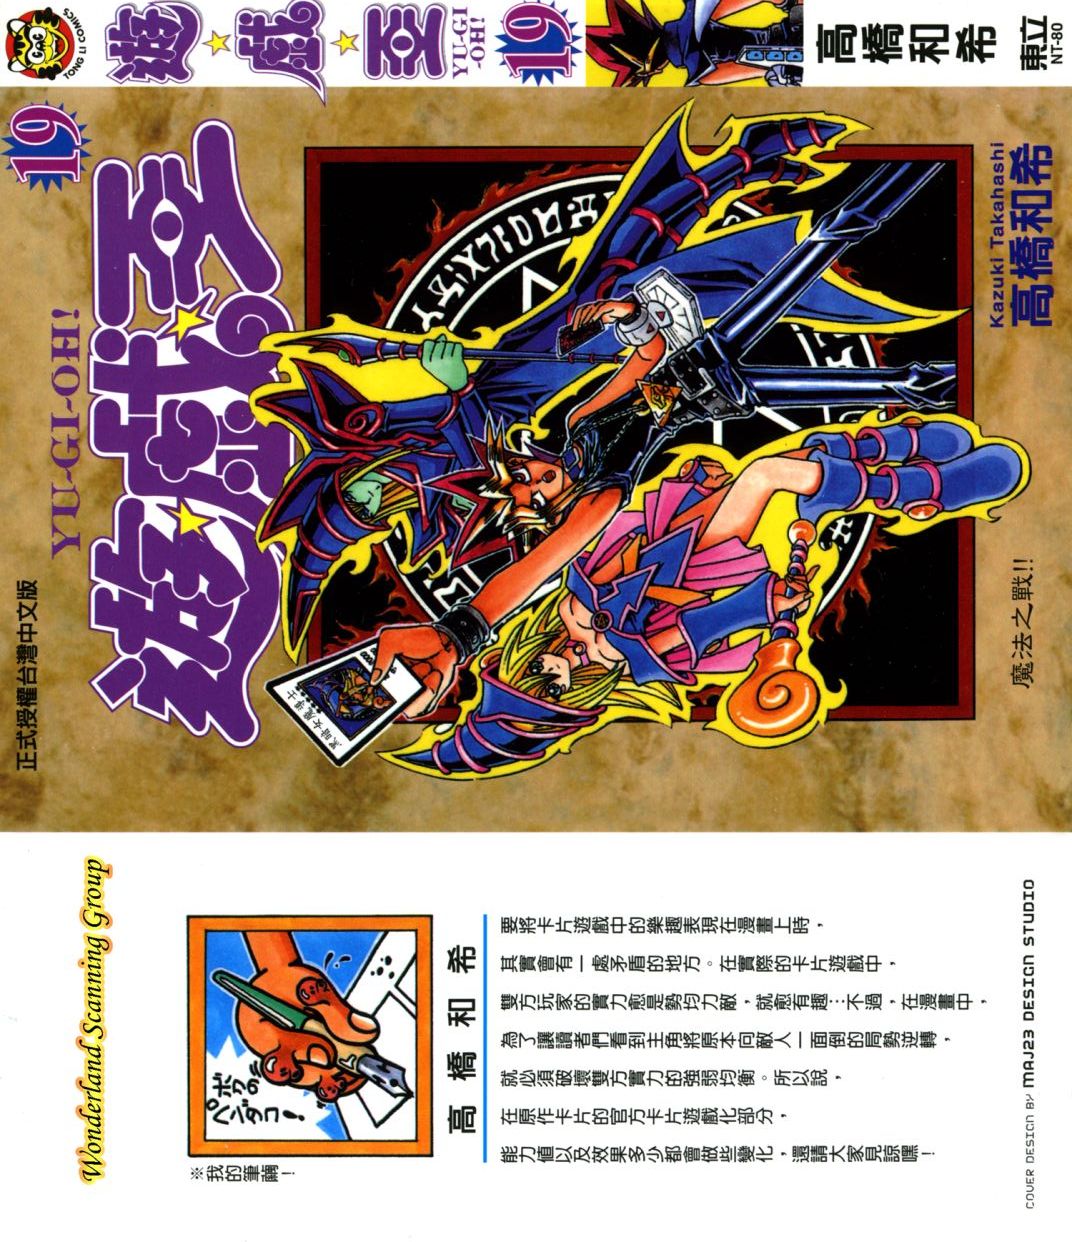 TONG LI COMICS
遊☆戲☆王
YU-GI
-OH!
19
高橋和希
東立
NT-80
19
YU-GI-OH!
遊☆戲☆王
正式授權台灣中文版
Kazuki Takahashi
高橋和希
魔法之戰!!
黑暗女魔導士
Wonderland Scanning Group
ボクの
ペンダコ！
※我的筆繭！
高橋和希
要將卡片遊戲中的樂趣表現在漫畫上時，
其實會有一處矛盾的地方。在實際的卡片遊戲中，
雙方玩家的實力愈是勢均力敵，就愈有趣…不過，在漫畫中，
為了讓讀者們看到主角將原本向敵人一面倒的局勢逆轉，
就必須破壞雙方實力的強弱均衡。所以說，
在原作卡片的官方卡片遊戲化部分，
能力值以及效果多少都會做些變化，還請大家見諒嘿！
COVER DESIGN BY MAJ23 DESIGN STUDIO